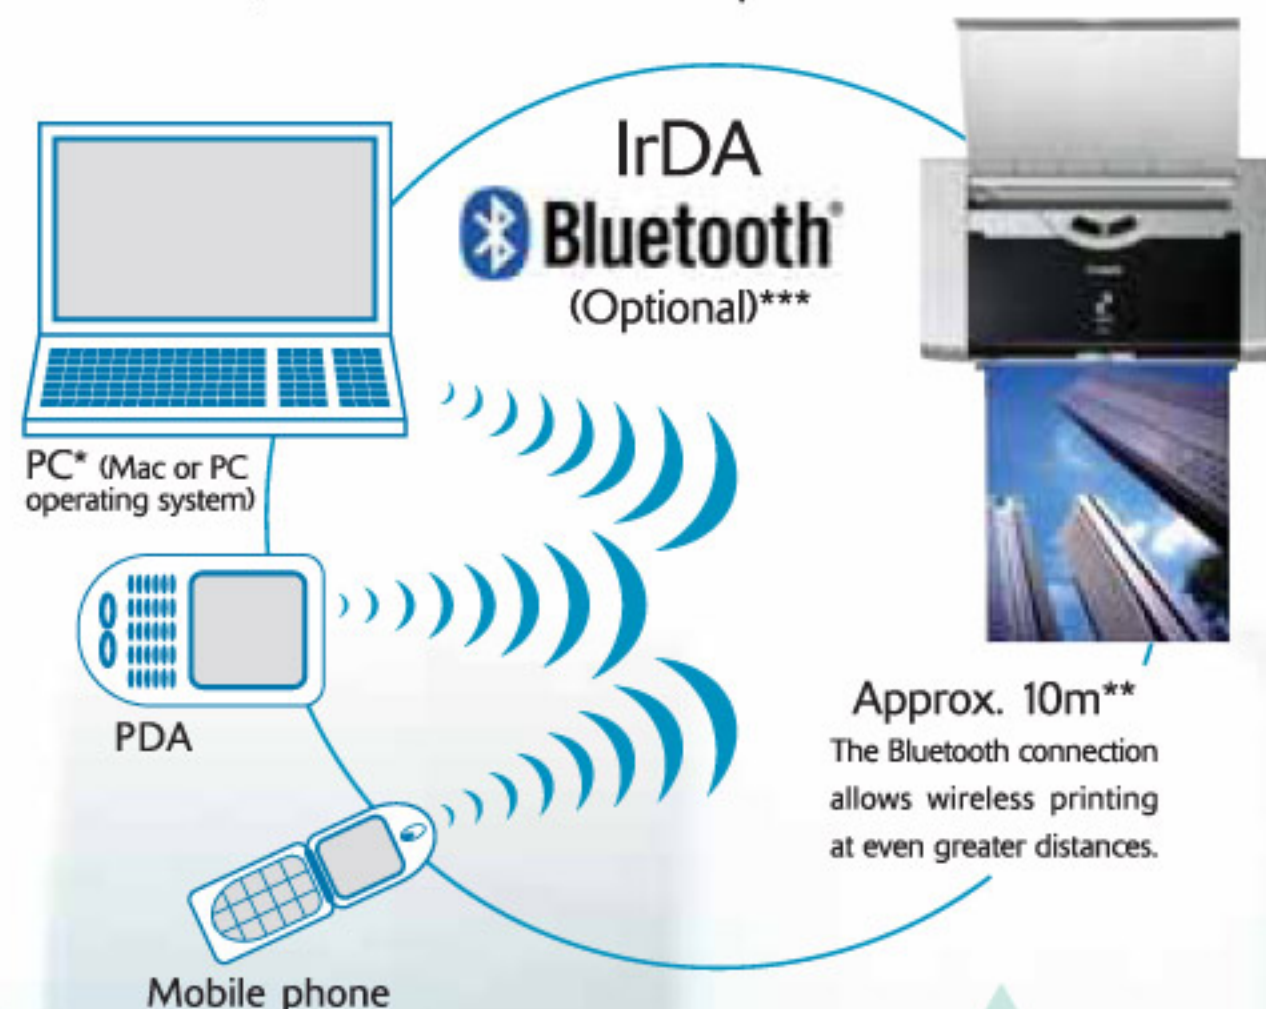 IrDA
Bluetooth®
(Optional)***
PC* (Mac or PC
operating system)
PDA
Mobile phone
Approx. 10m**
The Bluetooth connection
allows wireless printing
at even greater distances.